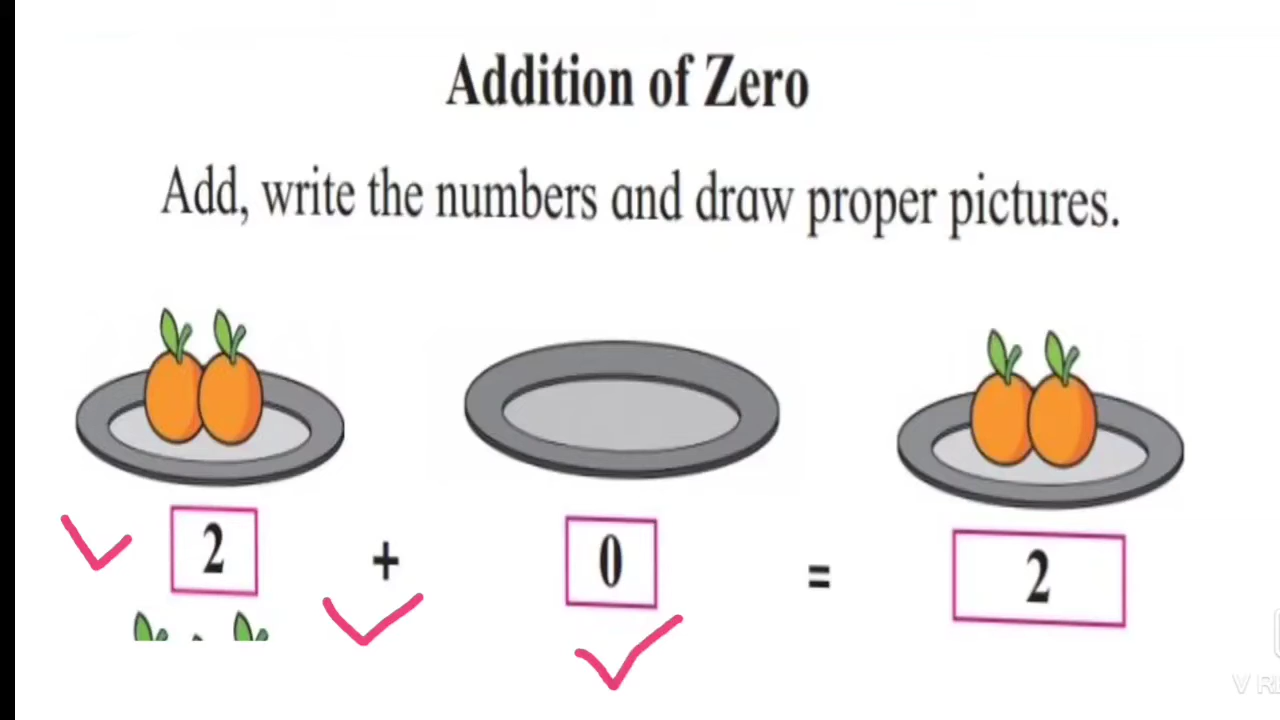 Addition of Zero
Add, write the numbers and draw proper pictures.
2 + 0 = 2